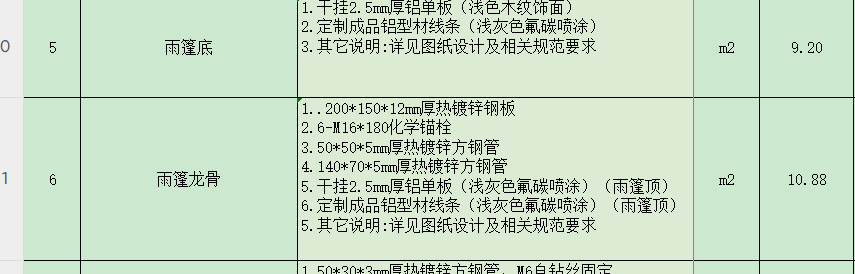 1.干挂2.5mm厚铝单板（浅色木纹饰面）
2.定制成品铝型材线条（浅灰色氟碳喷涂）
3.其它说明:详见图纸设计及相关规范要求
0
5
雨篷底
m2
9.20
1..200*150*12mm厚热镀锌钢板
2.6-M16*180化学锚栓
3.50*50*5mm厚热镀锌方钢管
4.140*70*5mm厚热镀锌方钢管
5.干挂2.5mm厚铝单板（浅灰色氟碳喷涂）（雨篷顶）
6.定制成品铝型材线条（浅灰色氟碳喷涂）（雨篷顶）
5.其它说明:详见图纸设计及相关规范要求
1
6
雨篷龙骨
m2
10.88
1.50*30*3mm厚热镀锌方钢管，M6自钻丝固定